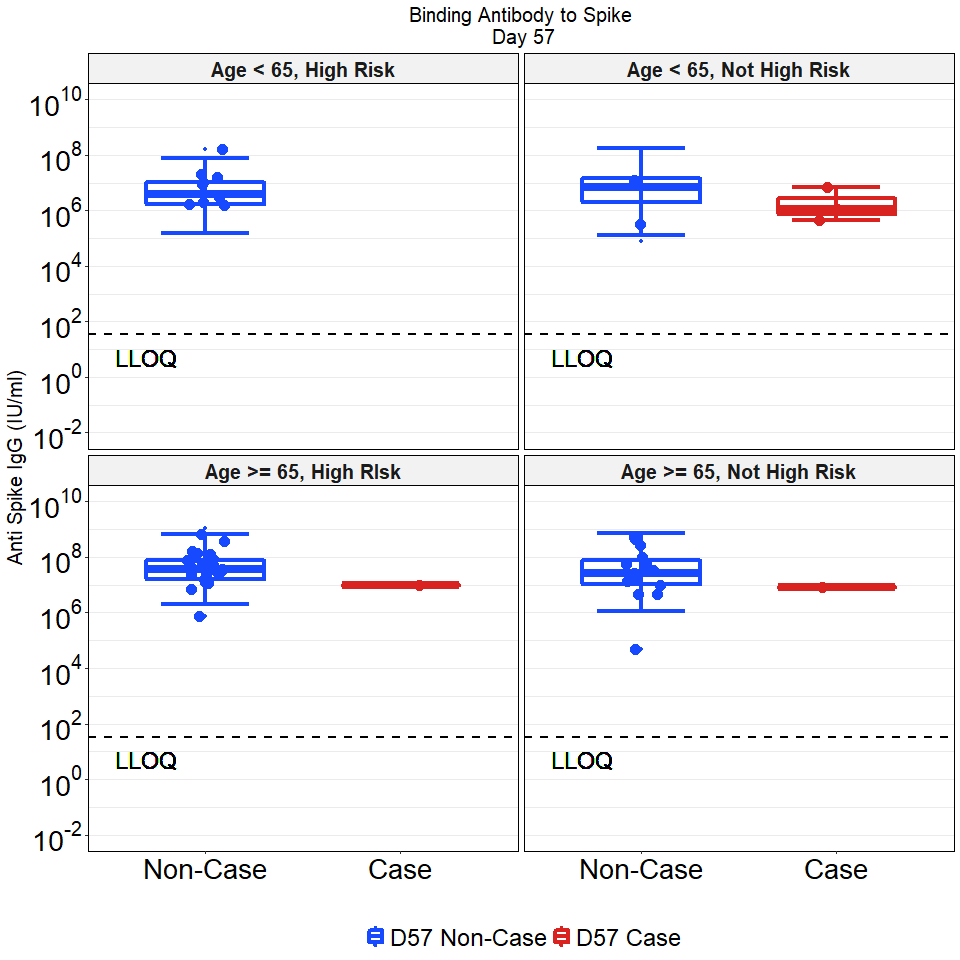 Binding Antibody to Spike
Day 57
Age < 65, High Risk
Age < 65, Not High Risk
10^10
10^8
10^6
10^4
10^2
10^0
10^-2
LLOQ
LLOQ
Anti Spike IgG (IU/ml)
Age >= 65, High RIsk
Age >= 65, Not High Risk
10^10
10^8
10^6
10^4
10^2
10^0
10^-2
LLOQ
LLOQ
Non-Case Case Non-Case Case
D57 Non-Case D57 Case